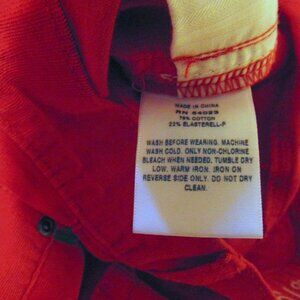 MADE IN CHINA
RN 54023
78% COTTON
22% ELASTERELL-P
WASH BEFORE WEARING. MACHINE
WASH COLD. ONLY NON-CHLORINE
BLEACH WHEN NEEDED. TUMBLE DRY
LOW. WARM IRON. IRON ON
REVERSE SIDE ONLY. DO NOT DRY
CLEAN.